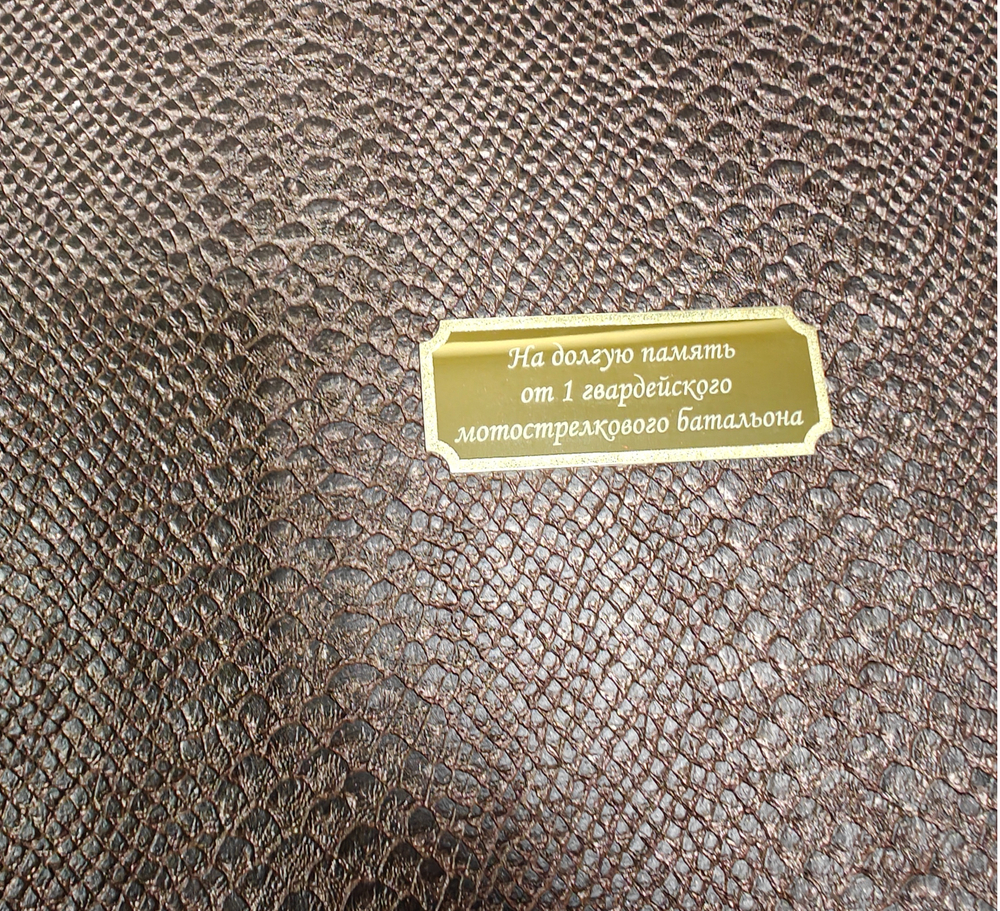 На долгую память
от 1 гвардейского
мотострелкового батальона